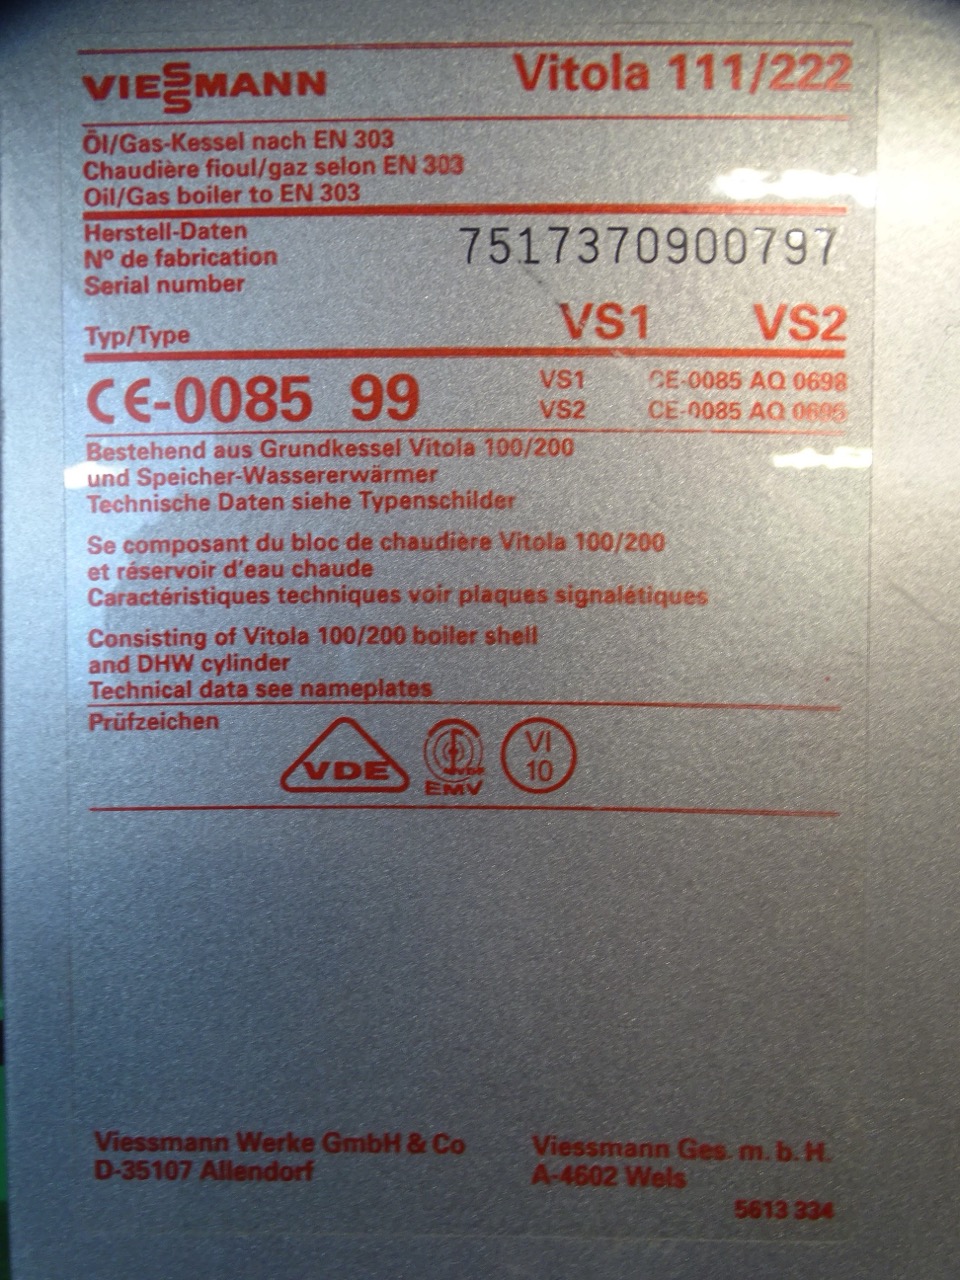 VIESSMANN Vitola 111/222
Öl/Gas-Kessel nach EN 303
Chaudière fioul/gaz selon EN 303
Oil/Gas boiler to EN 303
Herstell-Daten
Nº de fabrication
Serial number
7517370900797
Typ/Type VS1 VS2
CE-0085 99
VS1 CE-0085 AQ 0698
VS2 CE-0085 AQ
Bestehend aus Grundkessel Vitola 100/200
und Speicher-Wassererwärmer
Technische Daten siehe Typenschilder
Se composant du bloc de chaudière Vitola 100/200
et réservoir d'eau chaude
Caractéristiques techniques voir plaques signalétiques
Consisting of Vitola 100/200 boiler shell
and DHW cylinder
Technical data see nameplates
Prüfzeichen
VDE
VDE
EMV
VI
10
Viessmann Werke GmbH & Co
D-35107 Allendorf
Viessmann Ges. m. b. H.
A-4602 Wels
5613 334